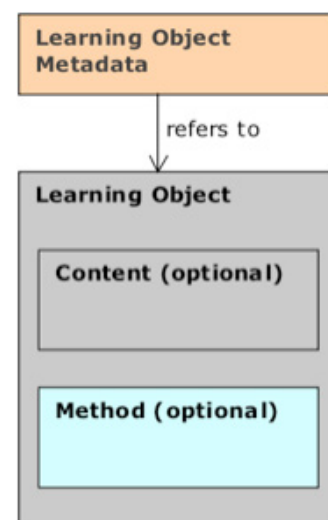 Learning Object
Metadata
refers to
Learning Object
Content (optional)
Method (optional)